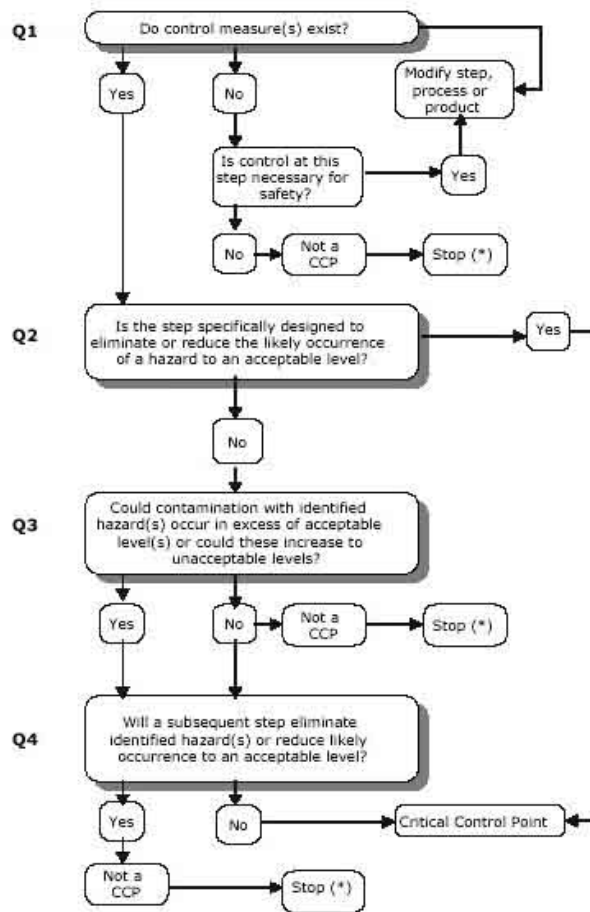 Q1
Do control measure(s) exist?
Yes
No
Modify step,
process or
product
Is control at this
step necessary for
safety?
Yes
No
Not a
CCP
Stop (*)
Q2
Is the step specifically designed to
eliminate or reduce the likely occurrence
of a hazard to an acceptable level?
Yes
No
Q3
Could contamination with identified
hazard(s) occur in excess of acceptable
level(s) or could these increase to
unacceptable levels?
Yes
No
Not a
CCP
Stop (*)
Q4
Will a subsequent step eliminate
identified hazard(s) or reduce likely
occurrence to an acceptable level?
Yes
No
Critical Control Point
Not a
CCP
Stop (*)